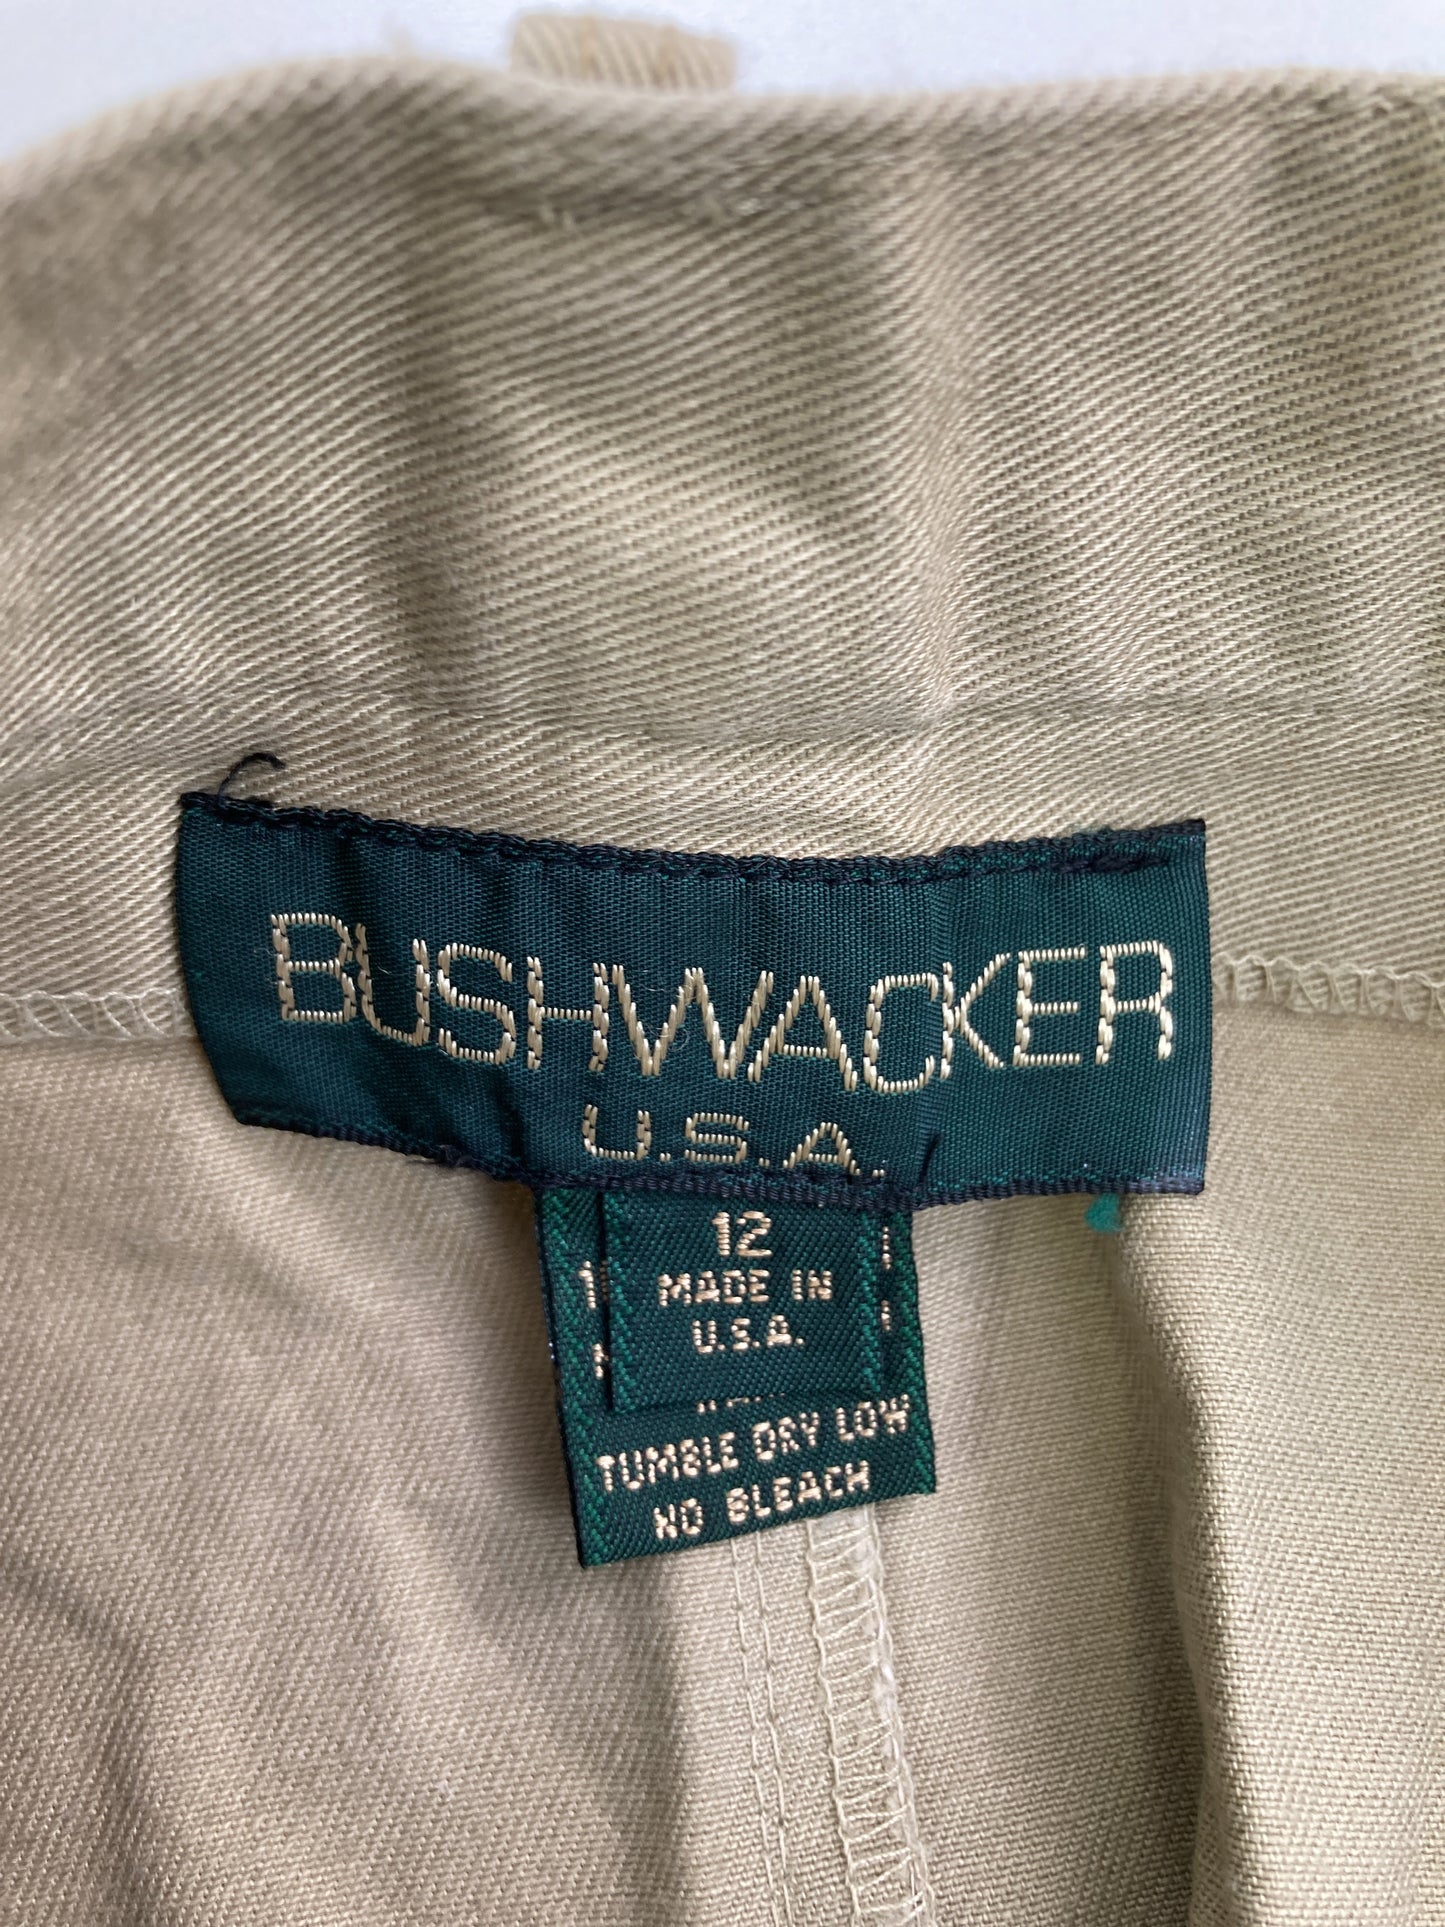 BUSHWACKER
U.S.A.
12
MADE IN
U.S.A.
TUMBLE DRY LOW
NO BLEACH